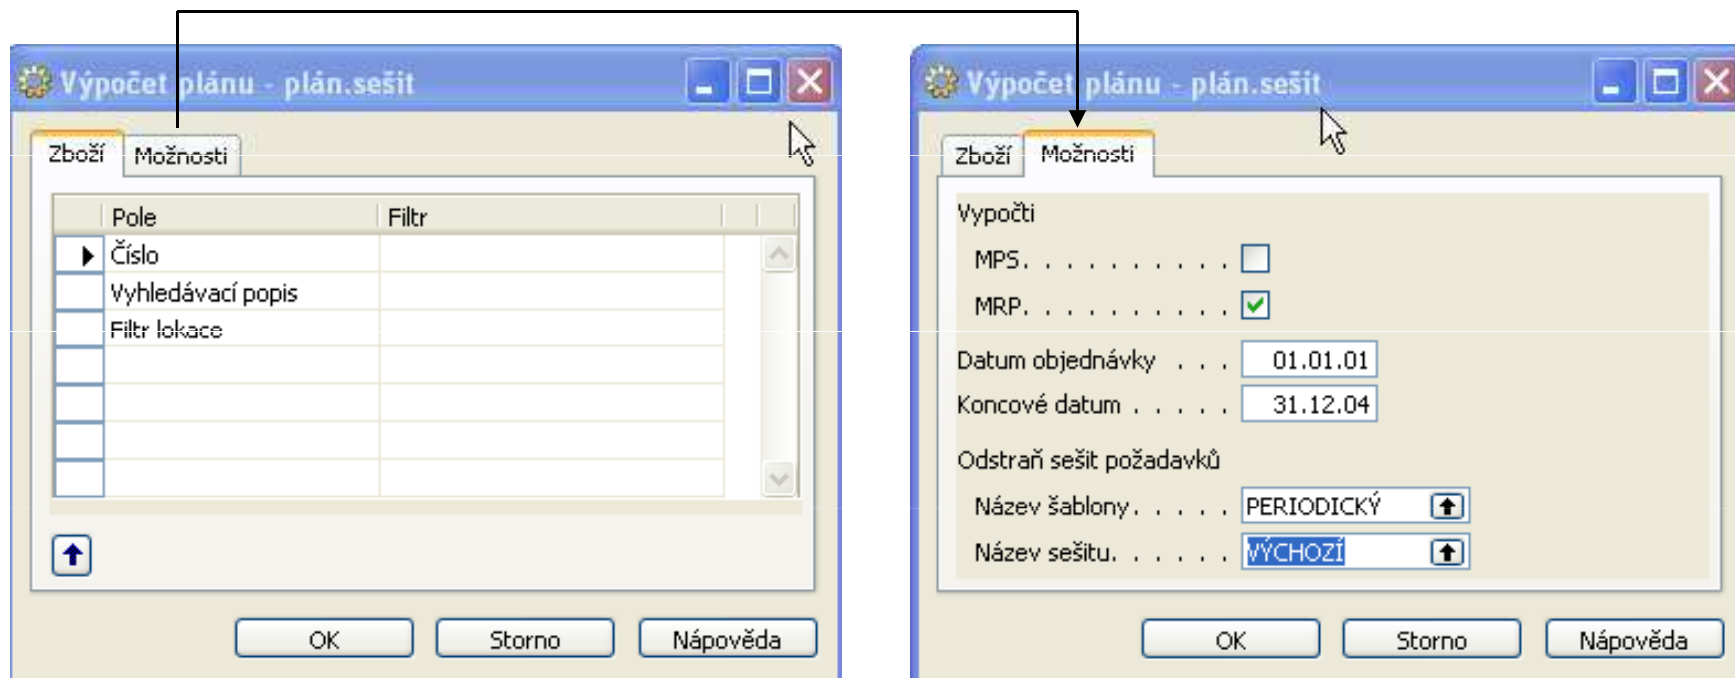 Výpočet plánu - plán.sešit
Zboží
Možnosti
Pole
Filtr
Číslo
Vyhledávací popis
Filtr lokace
OK
Storno
Nápověda
Výpočet plánu - plán.sešit
Zboží
Možnosti
Vypočti
MPS. . . . . . . . . .
MRP. . . . . . . . . .
Datum objednávky . . . 01.01.01
Koncové datum . . . . . 31.12.04
Odstraň sešit požadavků
Název šablony. . . . . PERIODICKÝ
Název sešitu. . . . . . VÝCHOZÍ
OK
Storno
Nápověda